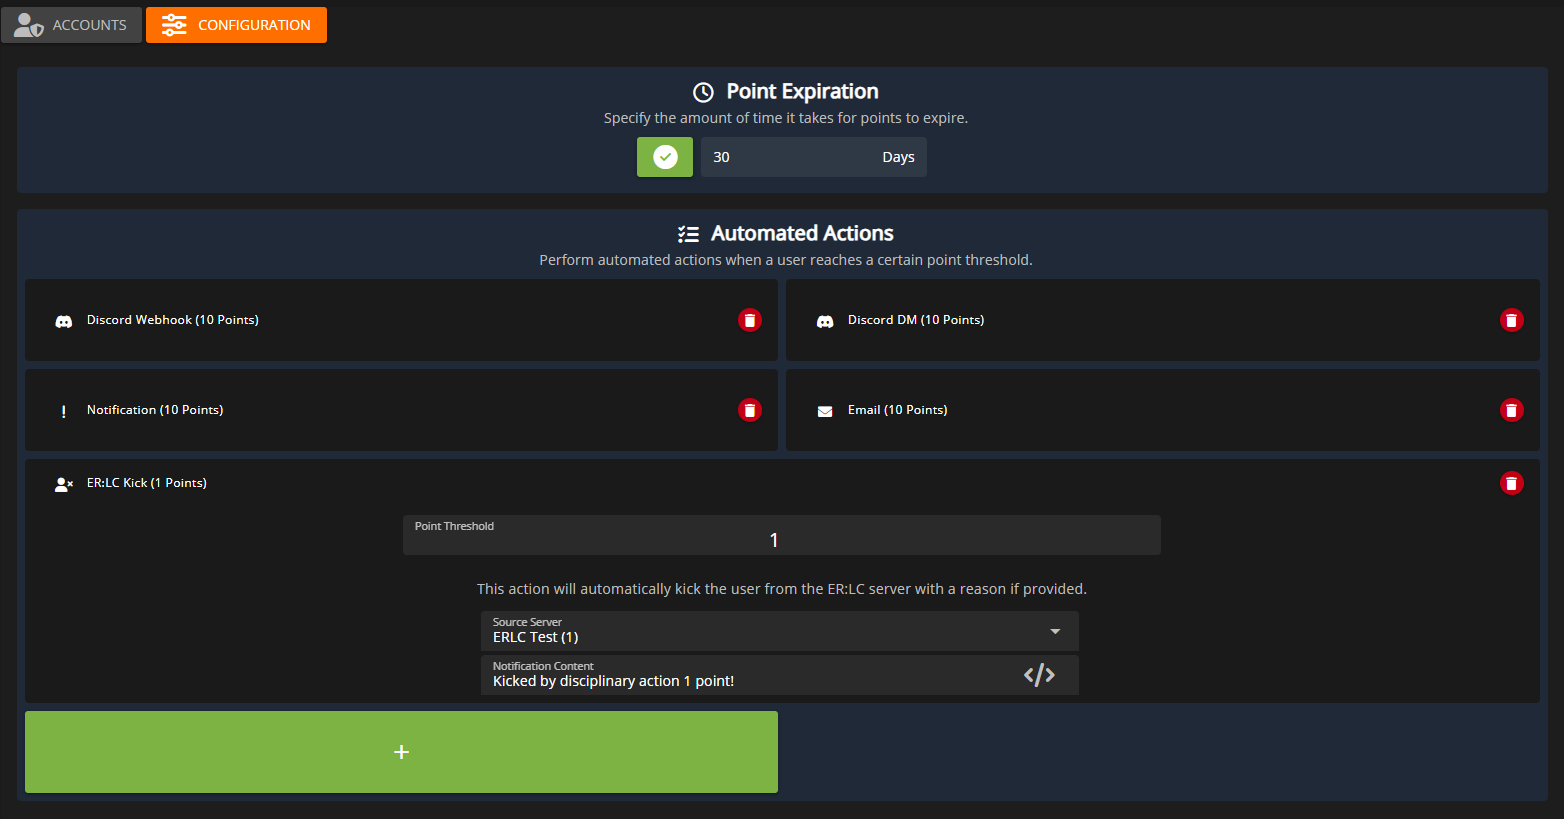 ACCOUNTS
CONFIGURATION
Point Expiration
Specify the amount of time it takes for points to expire.
30 Days
Automated Actions
Perform automated actions when a user reaches a certain point threshold.
Discord Webhook (10 Points)
Discord DM (10 Points)
Notification (10 Points)
Email (10 Points)
ER:LC Kick (1 Points)
Point Threshold
1
This action will automatically kick the user from the ER:LC server with a reason if provided.
Source Server
ERLC Test (1)
Notification Content
Kicked by disciplinary action 1 point!
+